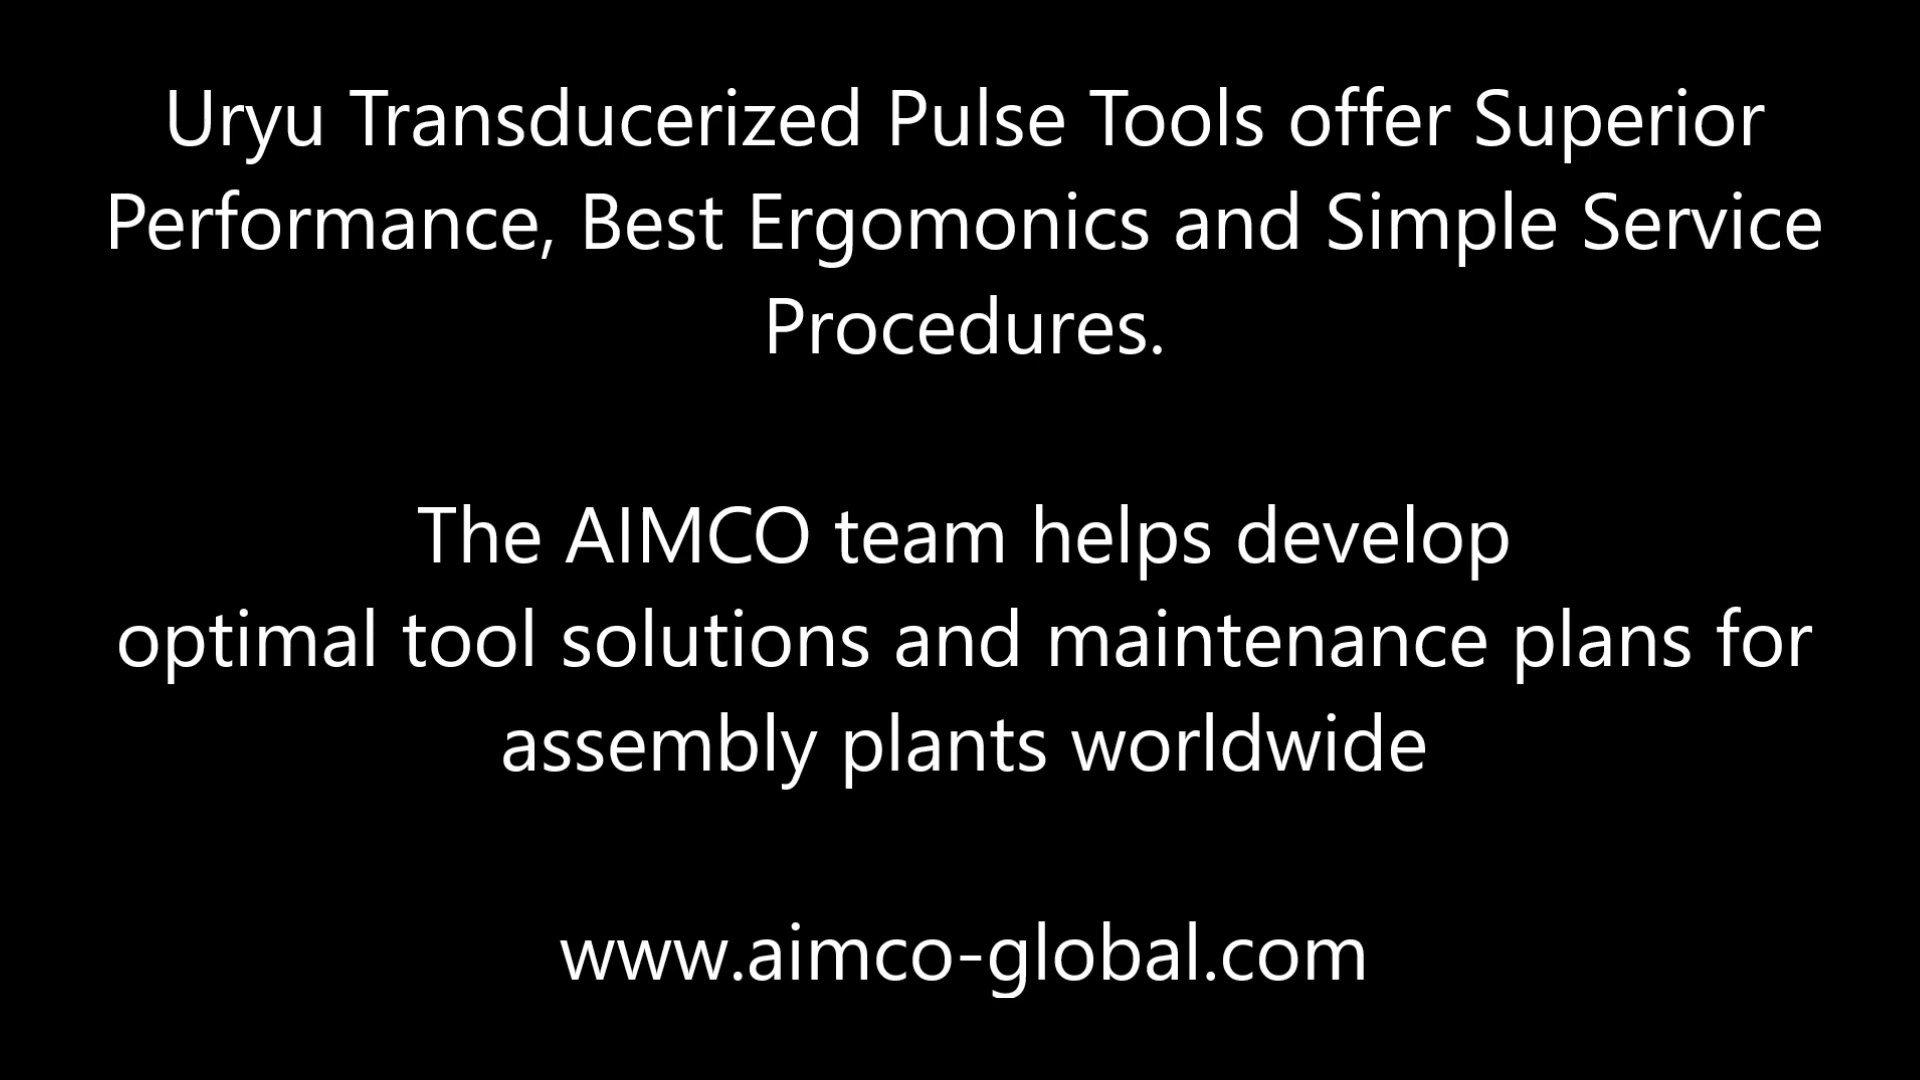 Uryu Transducerized Pulse Tools offer Superior
Performance, Best Ergomonics and Simple Service
Procedures.
The AIMCO team helps develop
optimal tool solutions and maintenance plans for
assembly plants worldwide
www.aimco-global.com